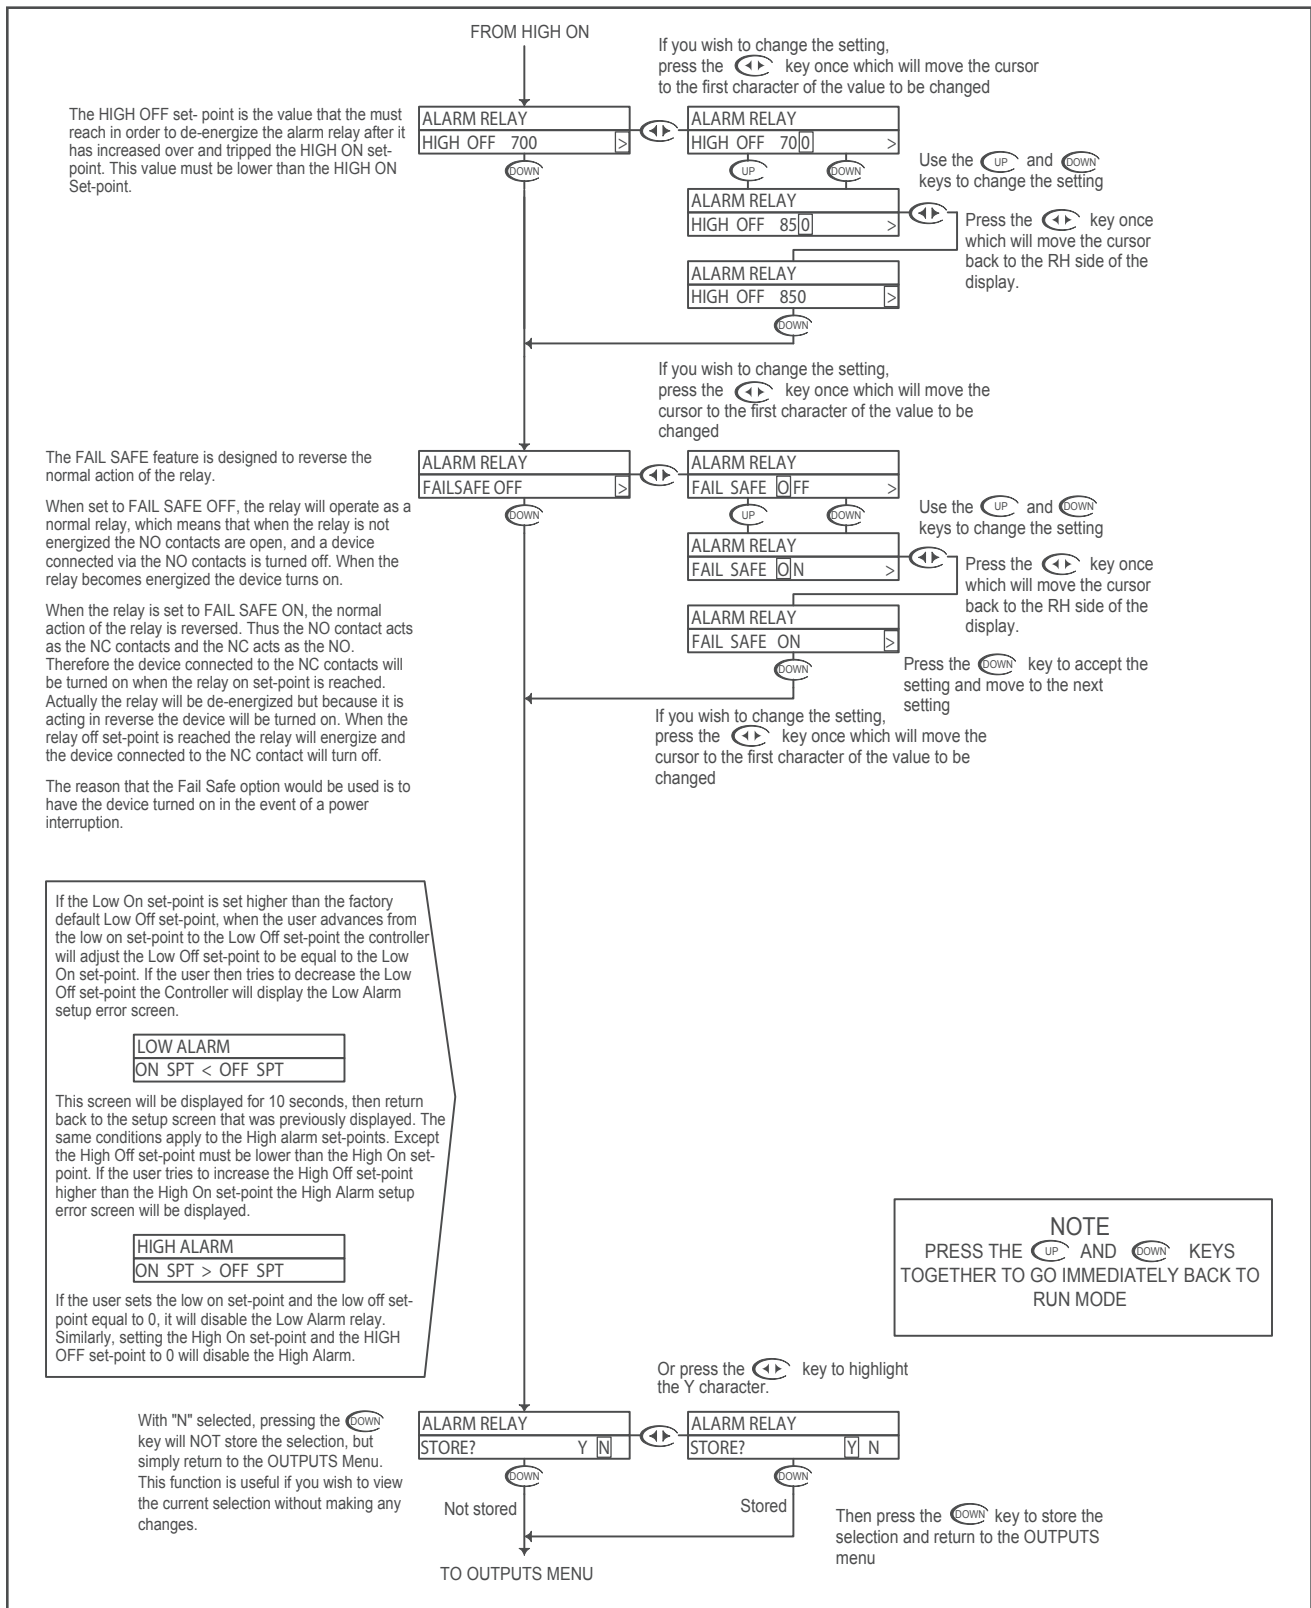 FROM HIGH ON
If you wish to change the setting,
press the key once which will move the cursor
to the first character of the value to be changed
The HIGH OFF set- point is the value that the must
reach in order to de-energize the alarm relay after it
has increased over and tripped the HIGH ON set-
point. This value must be lower than the HIGH ON
Set-point.
ALARM RELAY
HIGH OFF 700 >
DOWN
ALARM RELAY
HIGH OFF 700 >
UP DOWN
Use the UP and DOWN
keys to change the setting
ALARM RELAY
HIGH OFF 850 >
Press the key once
which will move the cursor
back to the RH side of the
display.
ALARM RELAY
HIGH OFF 850 >
DOWN
If you wish to change the setting,
press the key once which will move the
cursor to the first character of the value to be
changed
The FAIL SAFE feature is designed to reverse the
normal action of the relay.
When set to FAIL SAFE OFF, the relay will operate as a
normal relay, which means that when the relay is not
energized the NO contacts are open, and a device
connected via the NO contacts is turned off. When the
relay becomes energized the device turns on.
When the relay is set to FAIL SAFE ON, the normal
action of the relay is reversed. Thus the NO contact acts
as the NC contacts and the NC acts as the NO.
Therefore the device connected to the NC contacts will
be turned on when the relay on set-point is reached.
Actually the relay will be de-energized but because it is
acting in reverse the device will be turned on. When the
relay off set-point is reached the relay will energize and
the device connected to the NC contact will turn off.
The reason that the Fail Safe option would be used is to
have the device turned on in the event of a power
interruption.
ALARM RELAY
FAILSAFE OFF >
DOWN
ALARM RELAY
FAIL SAFE OFF >
UP DOWN
Use the UP and DOWN
keys to change the setting
ALARM RELAY
FAIL SAFE ON >
Press the key once
which will move the cursor
back to the RH side of the
display.
ALARM RELAY
FAIL SAFE ON >
DOWN
Press the DOWN key to accept the
setting and move to the next
setting
If you wish to change the setting,
press the key once which will move the
cursor to the first character of the value to be
changed
If the Low On set-point is set higher than the factory
default Low Off set-point, when the user advances from
the low on set-point to the Low Off set-point the controller
will adjust the Low Off set-point to be equal to the Low
On set-point. If the user then tries to decrease the Low
Off set-point the Controller will display the Low Alarm
setup error screen.
LOW ALARM
ON SPT < OFF SPT
This screen will be displayed for 10 seconds, then return
back to the setup screen that was previously displayed. The
same conditions apply to the High alarm set-points. Except
the High Off set-point must be lower than the High On set-
point. If the user tries to increase the High Off set-point
higher than the High On set-point the High Alarm setup
error screen will be displayed.
HIGH ALARM
ON SPT > OFF SPT
If the user sets the low on set-point and the low off set-
point equal to 0, it will disable the Low Alarm relay.
Similarly, setting the High On set-point and the HIGH
OFF set-point to 0 will disable the High Alarm.
NOTE
PRESS THE UP AND DOWN KEYS
TOGETHER TO GO IMMEDIATELY BACK TO
RUN MODE
Or press the key to highlight
the Y character.
With "N" selected, pressing the DOWN
key will NOT store the selection, but
simply return to the OUTPUTS Menu.
This function is useful if you wish to view
the current selection without making any
changes.
ALARM RELAY
STORE? Y N
DOWN
Not stored
ALARM RELAY
STORE? Y N
DOWN
Stored
Then press the DOWN key to store the
selection and return to the OUTPUTS
menu
TO OUTPUTS MENU